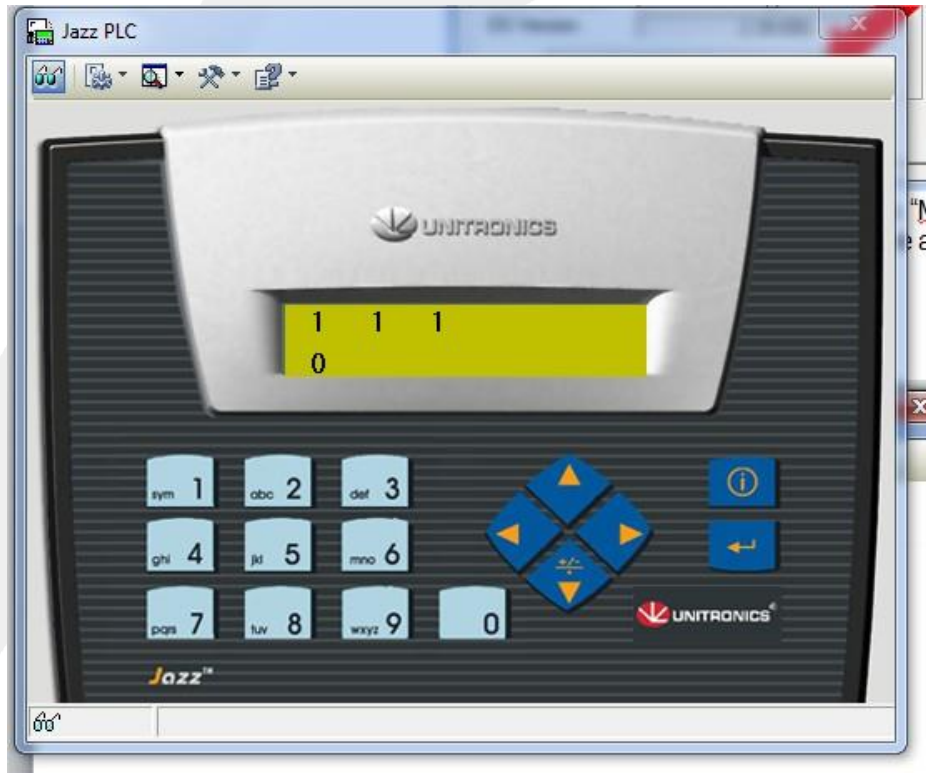 Jazz PLC
UNITRONICS
1 1 1
0
sym 1
abc 2
def 3
ghi 4
jkl 5
mno 6
+/-
pqrs 7
tuv 8
wxyz 9
0
UNITRONICS
Jazz™